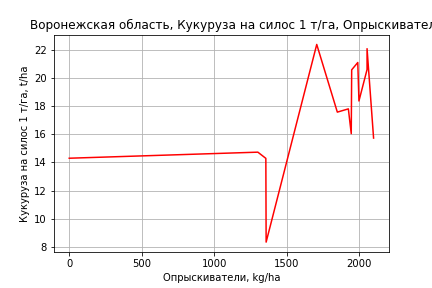 Воронежская область, Кукуруза на силос 1 т/га, Опрыскивател
22
20
18
16
14
12
10
8
Кукуруза на силос 1 т/га, t/ha
0 500 1000 1500 2000
Опрыскиватели, kg/ha